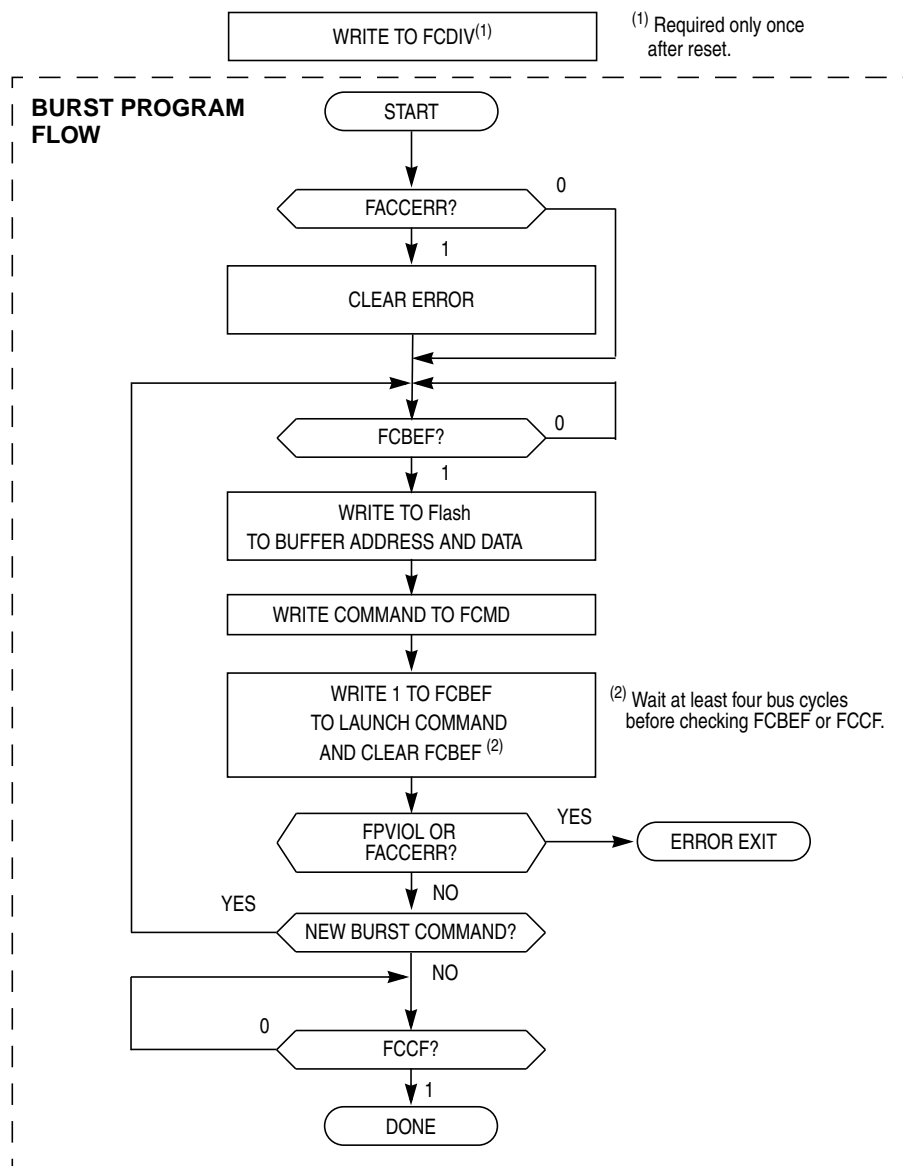 WRITE TO FCDIV(1)
(1) Required only once
after reset.
BURST PROGRAM
FLOW
START
FACCERR?
0
1
CLEAR ERROR
FCBEF?
0
1
WRITE TO Flash
TO BUFFER ADDRESS AND DATA
WRITE COMMAND TO FCMD
WRITE 1 TO FCBEF
TO LAUNCH COMMAND
AND CLEAR FCBEF (2)
(2) Wait at least four bus cycles
before checking FCBEF or FCCF.
FPVIOL OR
FACCERR?
YES
ERROR EXIT
NO
YES
NEW BURST COMMAND?
NO
0
FCCF?
1
DONE